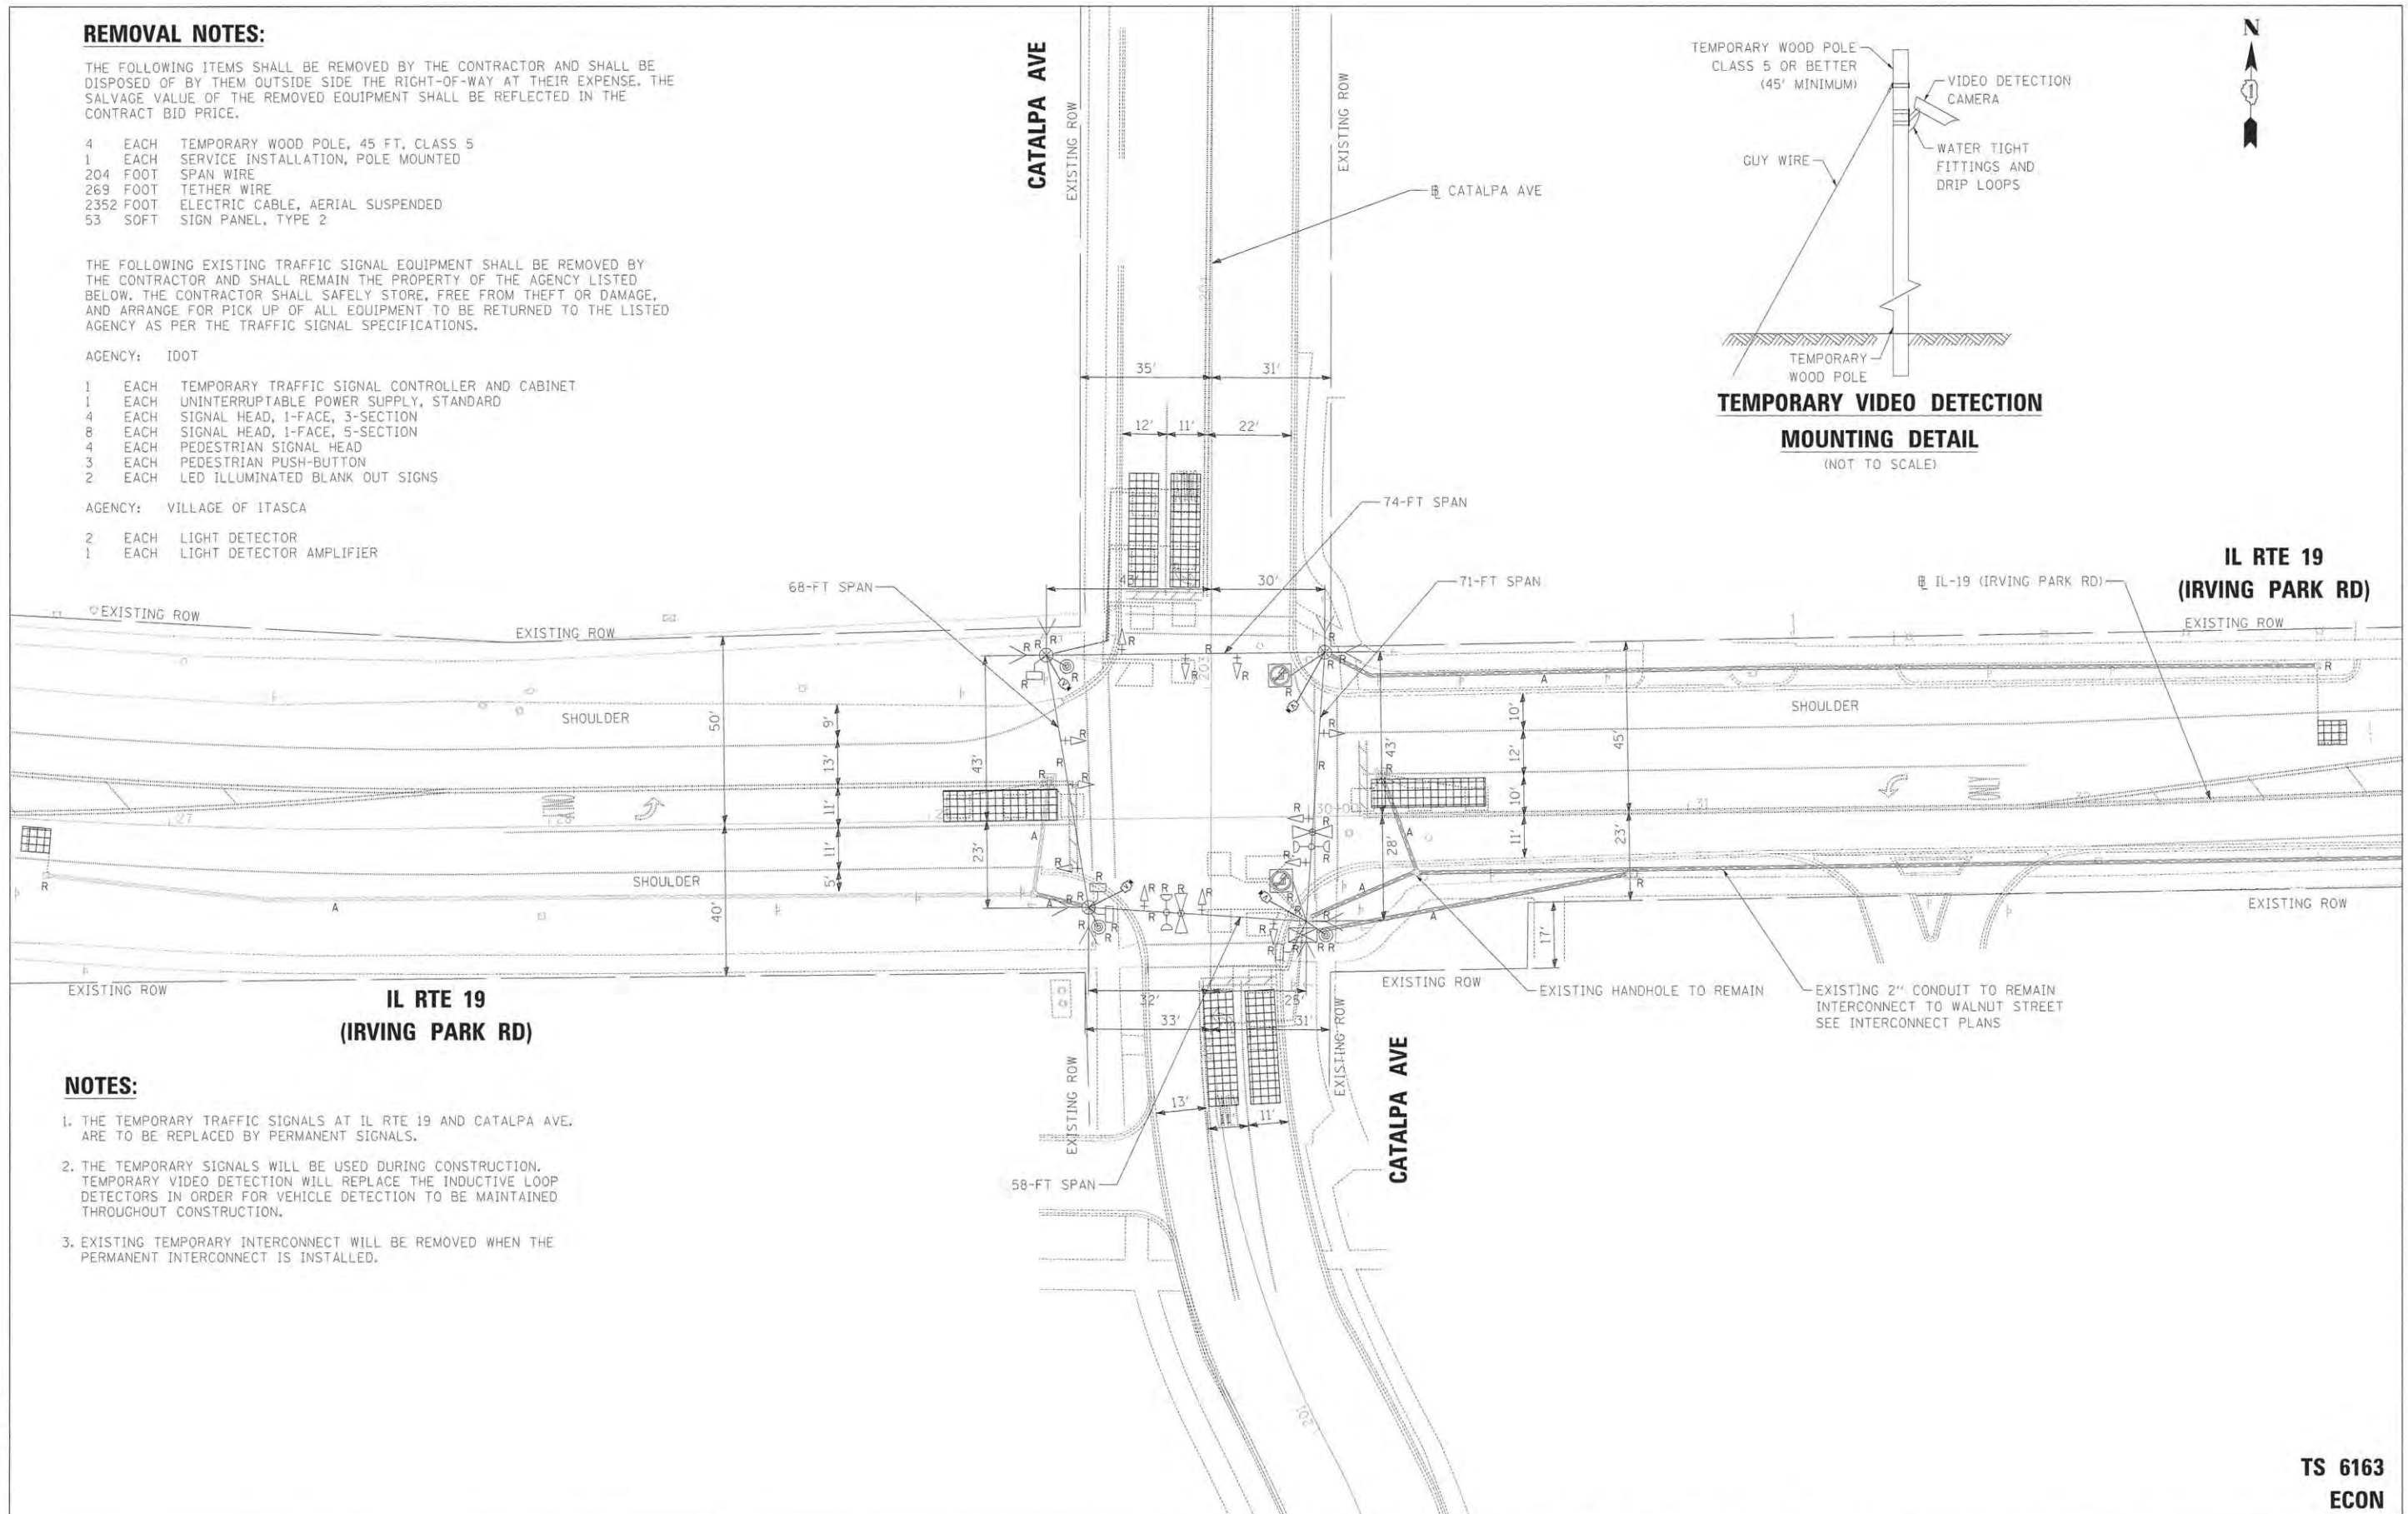 REMOVAL NOTES:
THE FOLLOWING ITEMS SHALL BE REMOVED BY THE CONTRACTOR AND SHALL BE
DISPOSED OF BY THEM OUTSIDE SIDE THE RIGHT-OF-WAY AT THEIR EXPENSE. THE
SALVAGE VALUE OF THE REMOVED EQUIPMENT SHALL BE REFLECTED IN THE
CONTRACT BID PRICE.
4 EACH TEMPORARY WOOD POLE, 45 FT, CLASS 5
1 EACH SERVICE INSTALLATION, POLE MOUNTED
204 FOOT SPAN WIRE
269 FOOT TETHER WIRE
2352 FOOT ELECTRIC CABLE, AERIAL SUSPENDED
53 SQFT SIGN PANEL, TYPE 2
THE FOLLOWING EXISTING TRAFFIC SIGNAL EQUIPMENT SHALL BE REMOVED BY
THE CONTRACTOR AND SHALL REMAIN THE PROPERTY OF THE AGENCY LISTED
BELOW. THE CONTRACTOR SHALL SAFELY STORE, FREE FROM THEFT OR DAMAGE,
AND ARRANGE FOR PICK UP OF ALL EQUIPMENT TO BE RETURNED TO THE LISTED
AGENCY AS PER THE TRAFFIC SIGNAL SPECIFICATIONS.
AGENCY: IDOT
1 EACH TEMPORARY TRAFFIC SIGNAL CONTROLLER AND CABINET
1 EACH UNINTERRUPTABLE POWER SUPPLY, STANDARD
4 EACH SIGNAL HEAD, 1-FACE, 3-SECTION
8 EACH SIGNAL HEAD, 1-FACE, 5-SECTION
4 EACH PEDESTRIAN SIGNAL HEAD
3 EACH PEDESTRIAN PUSH-BUTTON
2 EACH LED ILLUMINATED BLANK OUT SIGNS
AGENCY: VILLAGE OF ITASCA
2 EACH LIGHT DETECTOR
1 EACH LIGHT DETECTOR AMPLIFIER
CATALPA AVE
EXISTING ROW
EXISTING ROW
CATALPA AVE
35'
31'
12'
11'
22'
74-FT SPAN
68-FT SPAN
43'
30'
71-FT SPAN
TEMPORARY WOOD POLE
CLASS 5 OR BETTER
(45' MINIMUM)
VIDEO DETECTION
CAMERA
GUY WIRE
WATER TIGHT
FITTINGS AND
DRIP LOOPS
TEMPORARY
WOOD POLE
TEMPORARY VIDEO DETECTION
MOUNTING DETAIL
(NOT TO SCALE)
N
1
IL RTE 19
(IRVING PARK RD)
IL-19 (IRVING PARK RD)
EXISTING ROW
EXISTING ROW
EXISTING ROW
SHOULDER
SHOULDER
50'
9'
13'
11'
11'
5'
40'
43'
23'
203
43'
28'
10'
12'
10'
11'
45'
23'
27
28
30+00
31
SHOULDER
A
R
EXISTING ROW
EXISTING ROW
17'
EXISTING ROW
IL RTE 19
(IRVING PARK RD)
EXISTING HANDHOLE TO REMAIN
EXISTING 2" CONDUIT TO REMAIN
INTERCONNECT TO WALNUT STREET
SEE INTERCONNECT PLANS
32'
33'
31'
EXISTING ROW
EXISTING ROW
CATALPA AVE
13'
11'
11'
58-FT SPAN
NOTES:
1. THE TEMPORARY TRAFFIC SIGNALS AT IL RTE 19 AND CATALPA AVE.
ARE TO BE REPLACED BY PERMANENT SIGNALS.
2. THE TEMPORARY SIGNALS WILL BE USED DURING CONSTRUCTION.
TEMPORARY VIDEO DETECTION WILL REPLACE THE INDUCTIVE LOOP
DETECTORS IN ORDER FOR VEHICLE DETECTION TO BE MAINTAINED
THROUGHOUT CONSTRUCTION.
3. EXISTING TEMPORARY INTERCONNECT WILL BE REMOVED WHEN THE
PERMANENT INTERCONNECT IS INSTALLED.
TS 6163
ECON